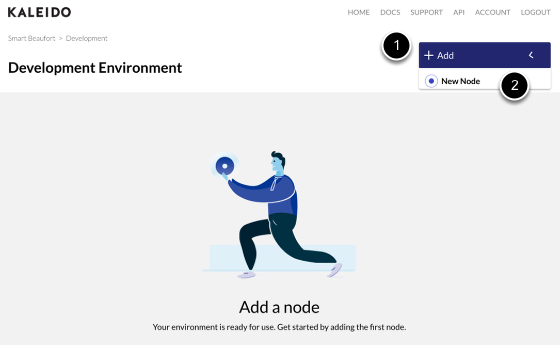 KALEIDO
HOME DOCS SUPPORT API ACCOUNT LOGOUT
Smart Beaufort > Development
1
+ Add
Development Environment
New Node
2
Add a node
Your environment is ready for use. Get started by adding the first node.